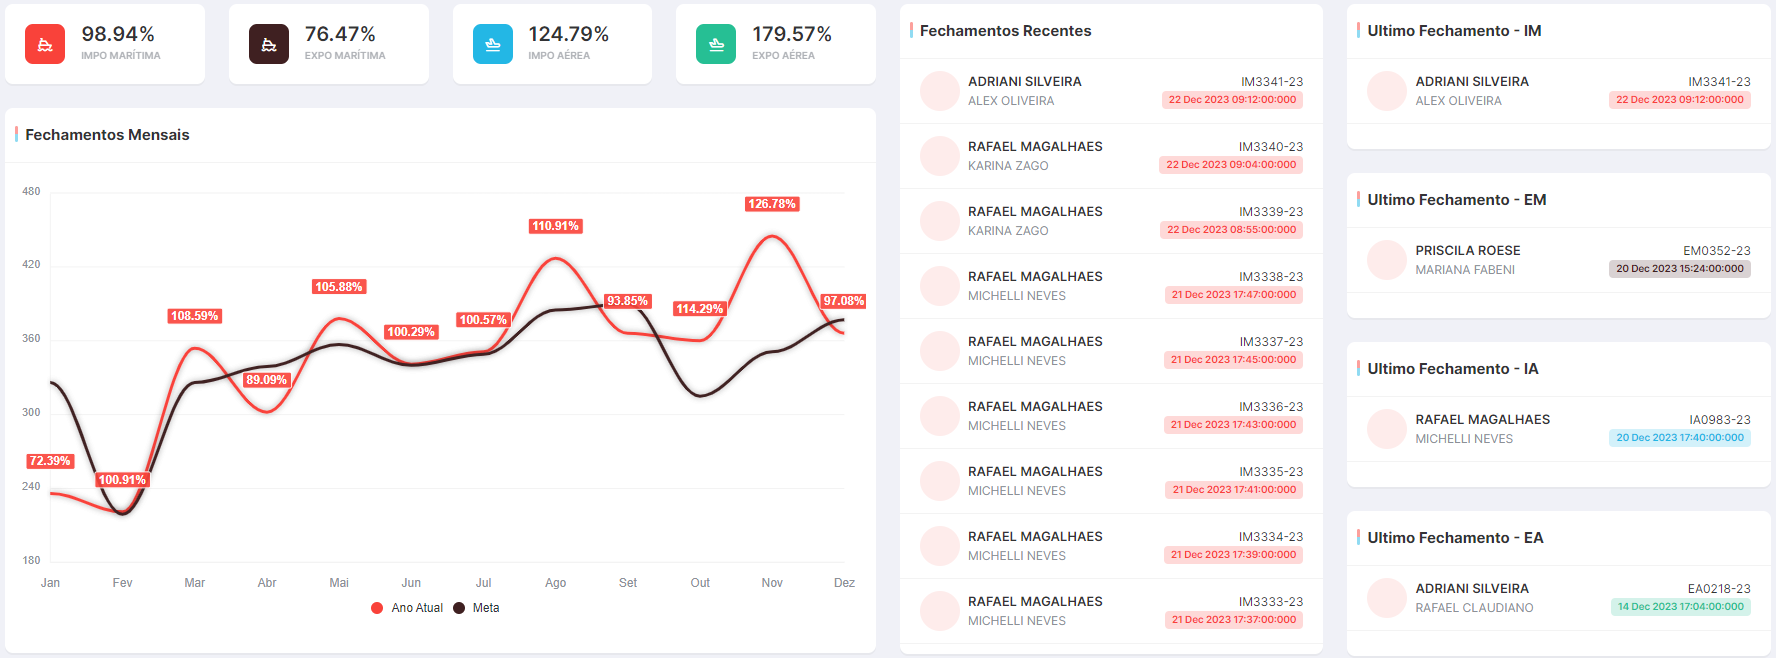 98.94%
IMPO MARÍTIMA
76.47%
EXPO MARÍTIMA
124.79%
IMPO AÉREA
179.57%
EXPO AÉREA
Fechamentos Mensais
480
420
360
300
240
180
72.39%
100.91%
108.59%
89.09%
105.88%
100.29%
100.57%
110.91%
93.85%
114.29%
126.78%
97.08%
Jan Fev Mar Abr Mai Jun Jul Ago Set Out Nov Dez
Ano Atual Meta
Fechamentos Recentes
ADRIANI SILVEIRA IM3341-23
ALEX OLIVEIRA 22 Dec 2023 09:12:00:000
RAFAEL MAGALHAES IM3340-23
KARINA ZAGO 22 Dec 2023 09:04:00:000
RAFAEL MAGALHAES IM3339-23
KARINA ZAGO 22 Dec 2023 08:55:00:000
RAFAEL MAGALHAES IM3338-23
MICHELLI NEVES 21 Dec 2023 17:47:00:000
RAFAEL MAGALHAES IM3337-23
MICHELLI NEVES 21 Dec 2023 17:45:00:000
RAFAEL MAGALHAES IM3336-23
MICHELLI NEVES 21 Dec 2023 17:43:00:000
RAFAEL MAGALHAES IM3335-23
MICHELLI NEVES 21 Dec 2023 17:41:00:000
RAFAEL MAGALHAES IM3334-23
MICHELLI NEVES 21 Dec 2023 17:39:00:000
RAFAEL MAGALHAES IM3333-23
MICHELLI NEVES 21 Dec 2023 17:37:00:000
Ultimo Fechamento - IM
ADRIANI SILVEIRA IM3341-23
ALEX OLIVEIRA 22 Dec 2023 09:12:00:000
Ultimo Fechamento - EM
PRISCILA ROESE EM0352-23
MARIANA FABENI 20 Dec 2023 15:24:00:000
Ultimo Fechamento - IA
RAFAEL MAGALHAES IA0983-23
MICHELLI NEVES 20 Dec 2023 17:40:00:000
Ultimo Fechamento - EA
ADRIANI SILVEIRA EA0218-23
RAFAEL CLAUDIANO 14 Dec 2023 17:04:00:000